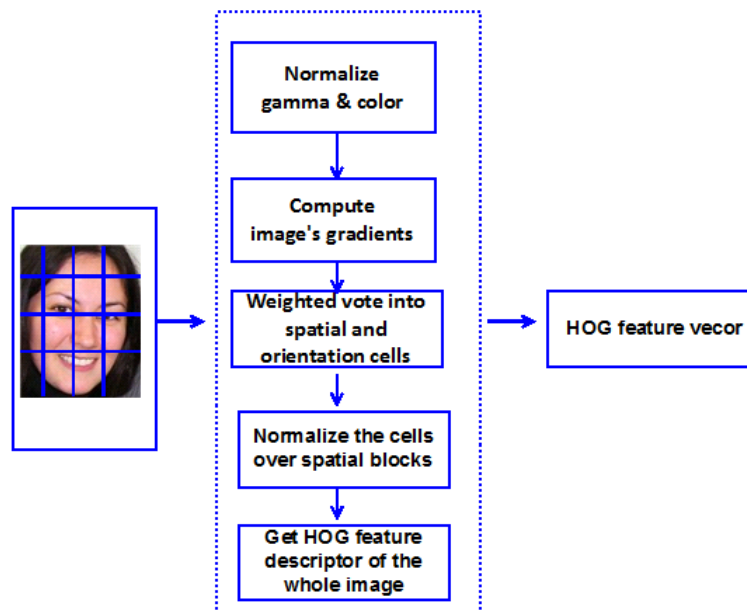 Normalize
gamma & color
Compute
image's gradients
Weighted vote into
spatial and
orientation cells
Normalize the cells
over spatial blocks
Get HOG feature
descriptor of the
whole image
HOG feature vecor